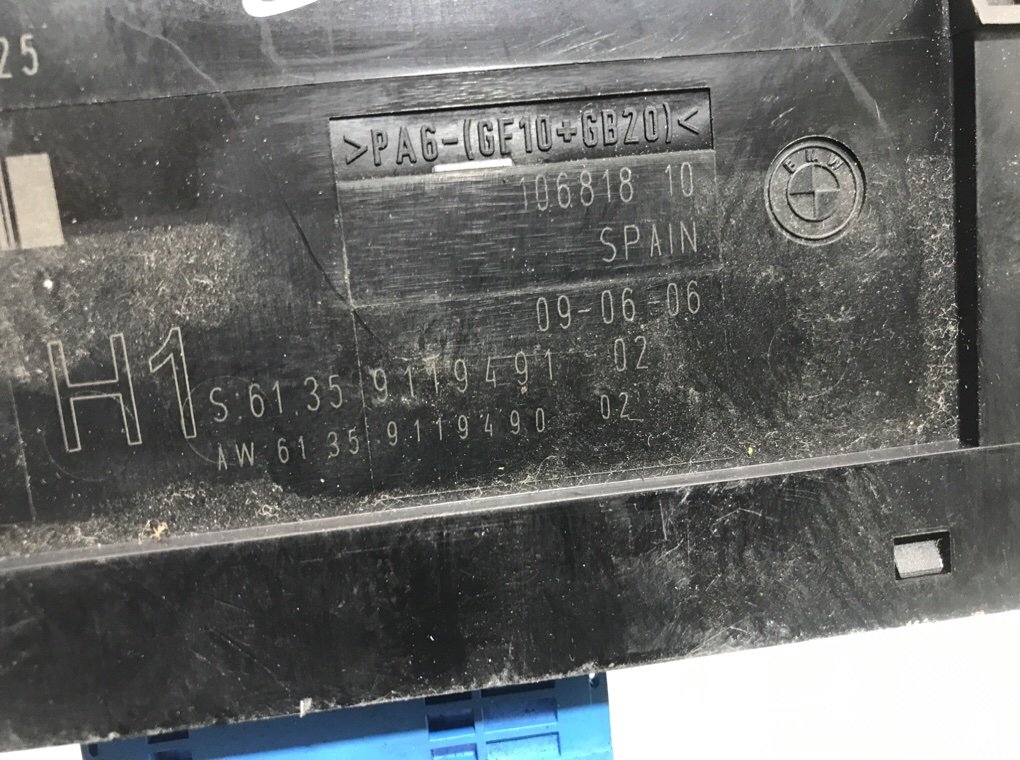 25
>PA6-(GF10+GB20)<
BMW
106818 10
SPAIN
09-06-06
H1
S:61.35 9119491 02
AW 61 35 9119490 02